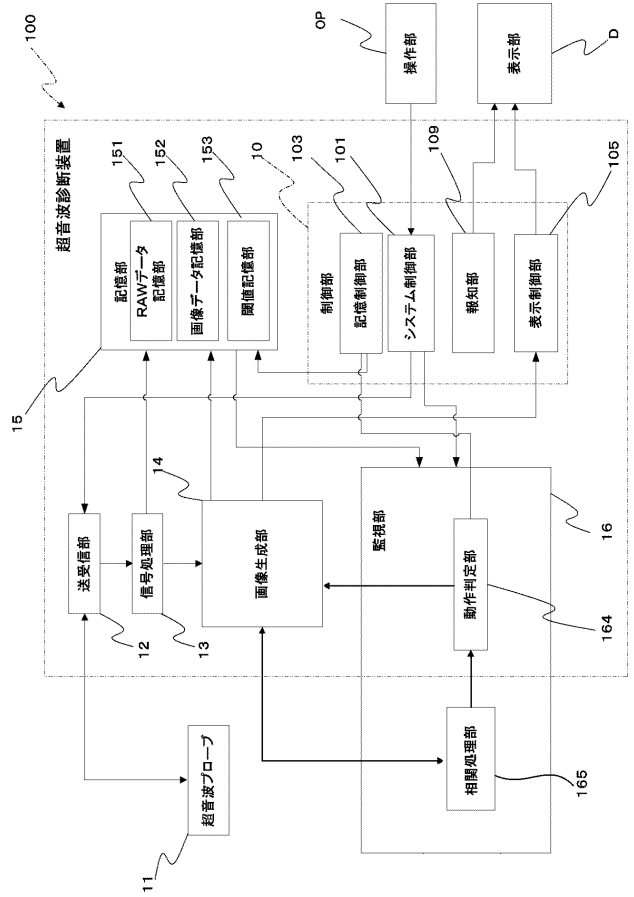 100
超音波診断装置
15
記憶部
RAWデータ
記憶部
151
画像データ記憶部
152
閾値記憶部
153
OP
操作部
10
制御部
記憶制御部
103
システム制御部
101
報知部
109
表示制御部
105
表示部
D
送受信部
12
信号処理部
13
14
画像生成部
監視部
16
動作判定部
164
相関処理部
165
超音波プローブ
11